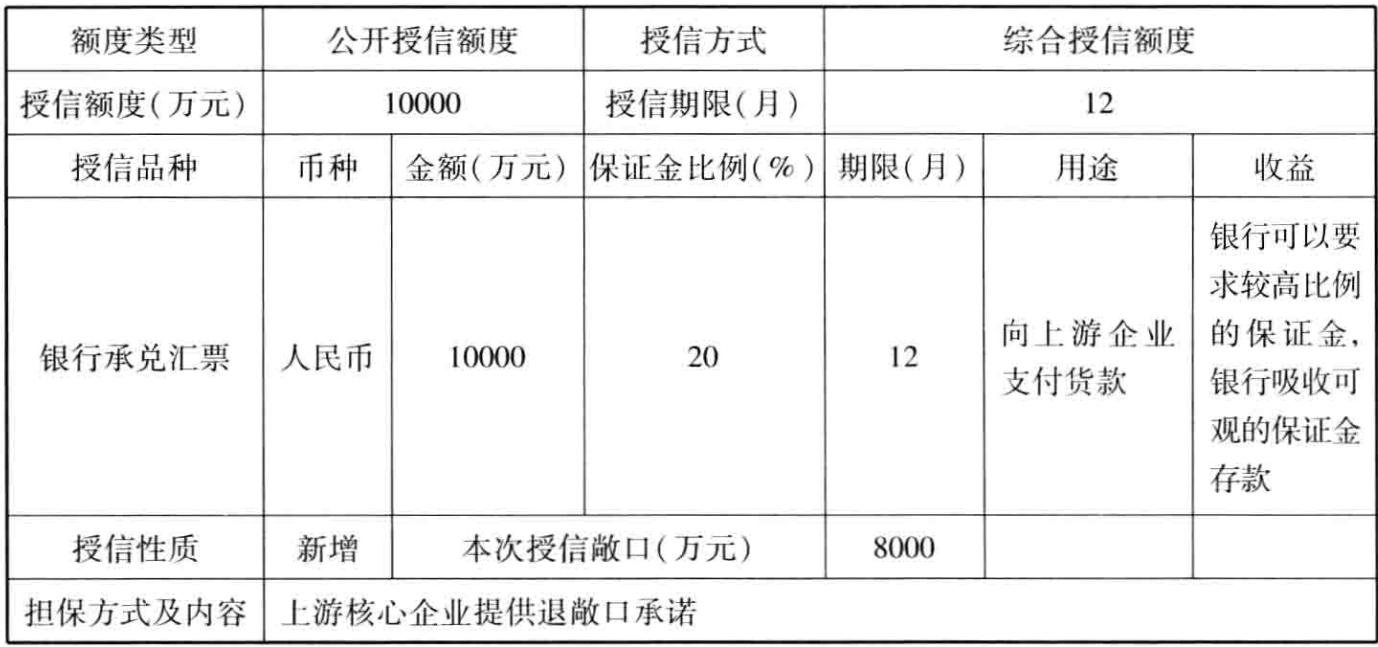 额度类型 公开授信额度 授信方式 综合授信额度
授信额度(万元) 10000 授信期限(月) 12
授信品种 币种 金额(万元) 保证金比例(%) 期限(月) 用途 收益
银行承兑汇票 人民币 10000 20 12
向上游企业
支付货款
银行可以要
求较高比例
的保证金,
银行吸收可
观的保证金
存款
授信性质 新增 本次授信敞口(万元) 8000
担保方式及内容 上游核心企业提供退敞口承诺